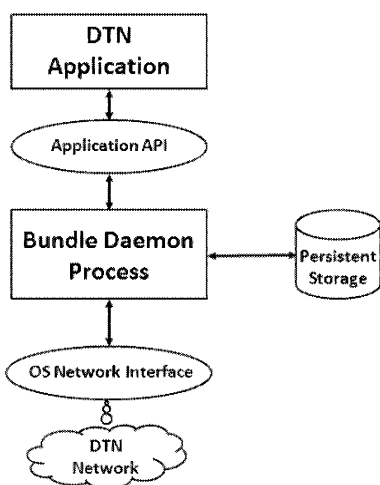 DTN
Application
Application API
Bundle Daemon
Process
Persistent
Storage
OS Network Interface
DTN
Network